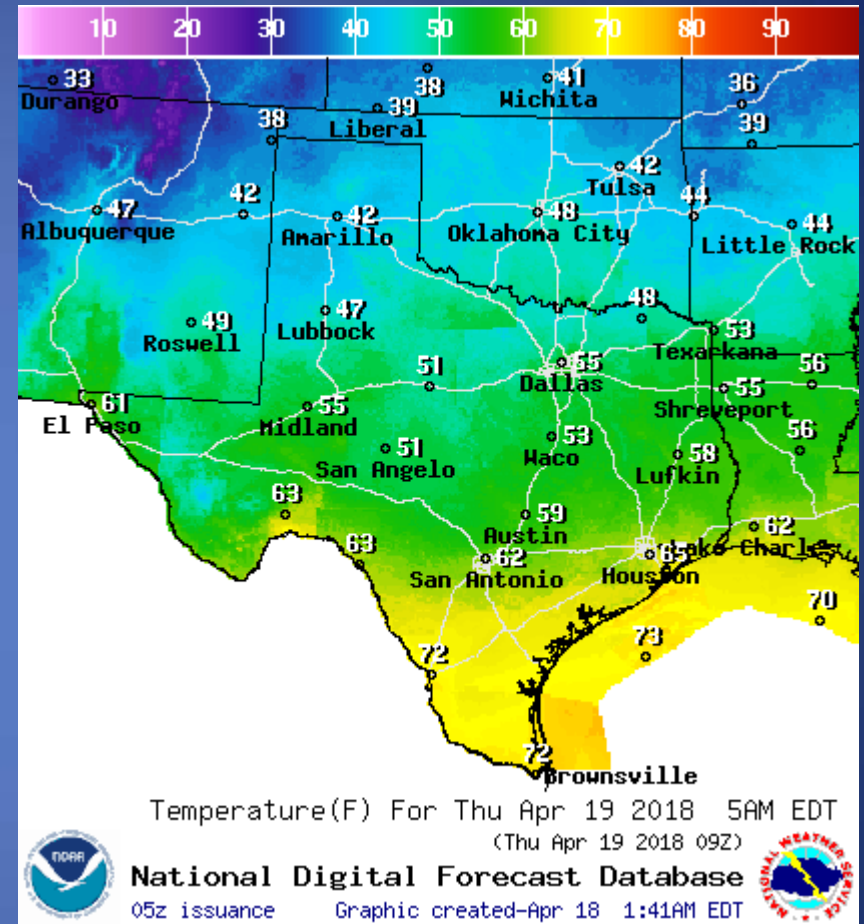 10 20 30 40 50 60 70 80 90
33
Durango
38
41
Wichita
36
39
Liberal
38
39
42
Tulsa
47
Albuquerque
42
42
Amarillo
48
Oklahoma City
44
44
Little Rock
49
Roswell
47
Lubbock
48
53
Texarkana
51
55
Dallas
56
55
Shreveport
61
El Paso
55
Midland
51
San Angelo
53
Waco
58
Lufkin
56
63
59
Austin
63
62
San Antonio
65
Houston
62
Lake Charles
70
73
72
72
Brownsville
Temperature(F) For Thu Apr 19 2018 5AM EDT
(Thu Apr 19 2018 09Z)
National Digital Forecast Database
05z issuance Graphic created-Apr 18 1:41AM EDT
NOAA
NATIONAL WEATHER SERVICE